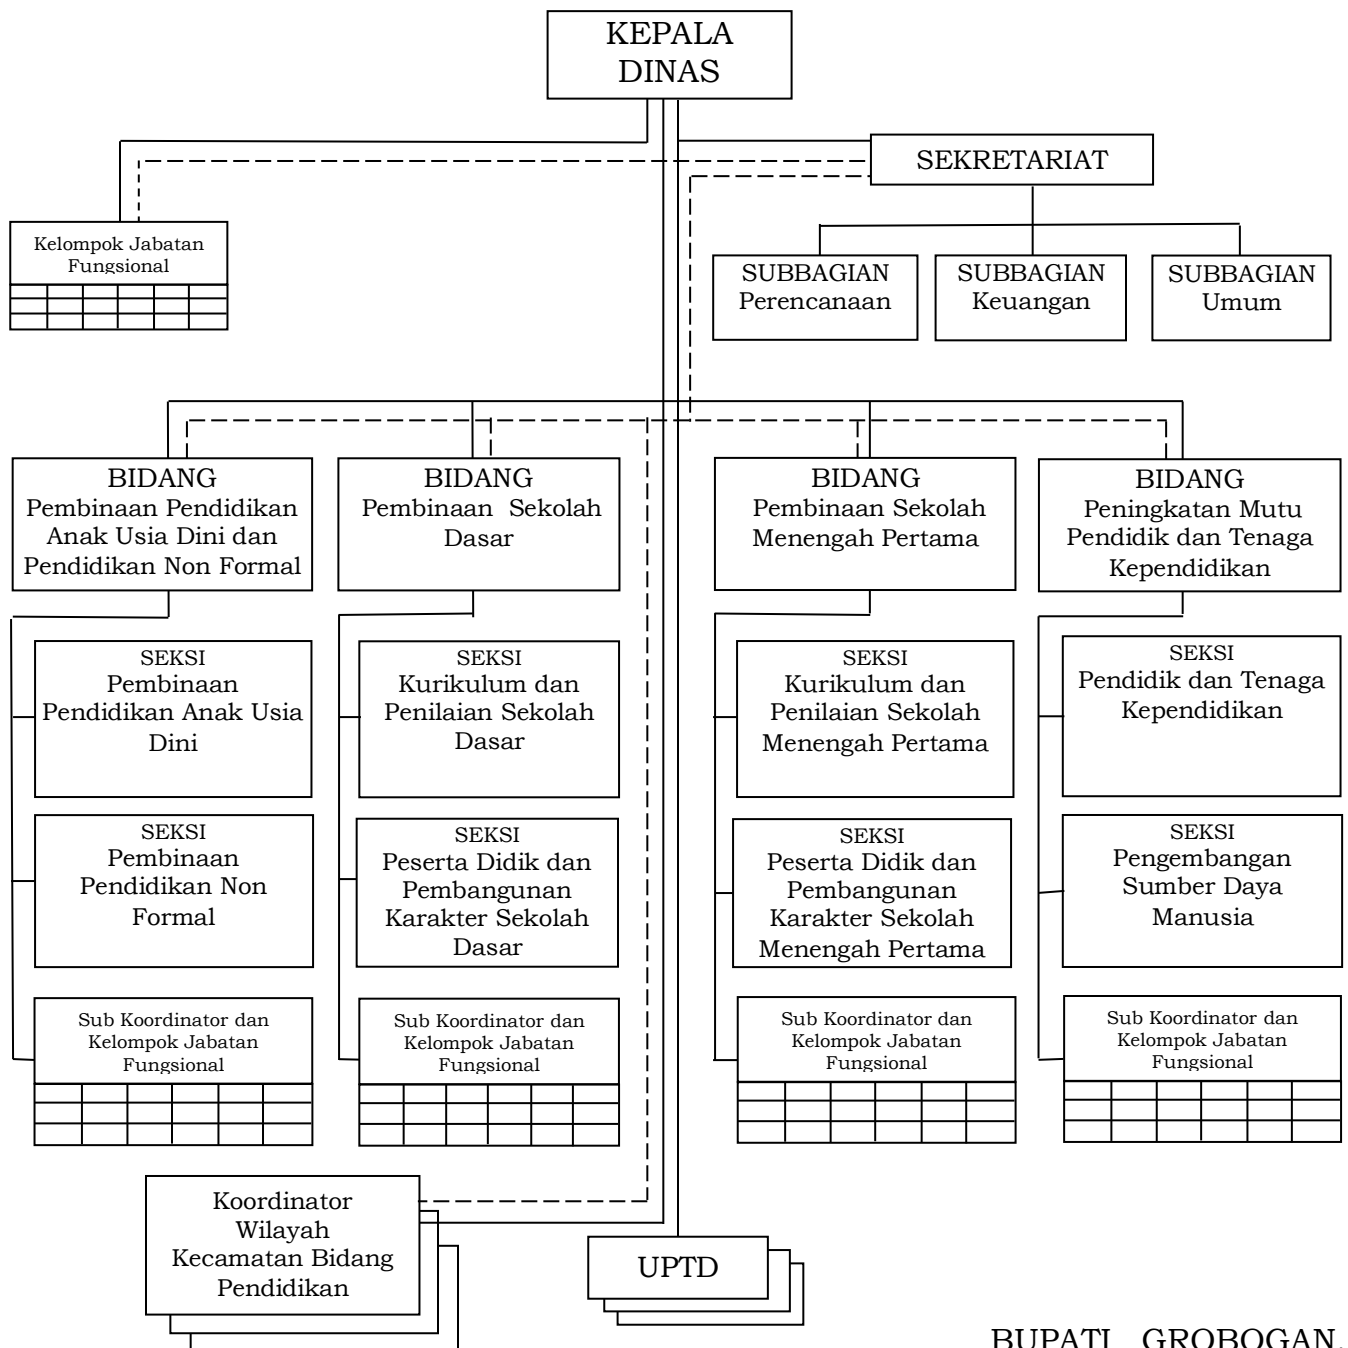 KEPALA
DINAS
SEKRETARIAT
Kelompok Jabatan
Fungsional
SUBBAGIAN
Perencanaan
SUBBAGIAN
Keuangan
SUBBAGIAN
Umum
BIDANG
Pembinaan Pendidikan
Anak Usia Dini dan
Pendidikan Non Formal
BIDANG
Pembinaan Sekolah
Dasar
BIDANG
Pembinaan Sekolah
Menengah Pertama
BIDANG
Peningkatan Mutu
Pendidik dan Tenaga
Kependidikan
SEKSI
Pembinaan
Pendidikan Anak Usia
Dini
SEKSI
Kurikulum dan
Penilaian Sekolah
Dasar
SEKSI
Kurikulum dan
Penilaian Sekolah
Menengah Pertama
SEKSI
Pendidik dan Tenaga
Kependidikan
SEKSI
Pembinaan
Pendidikan Non
Formal
SEKSI
Peserta Didik dan
Pembangunan
Karakter Sekolah
Dasar
SEKSI
Peserta Didik dan
Pembangunan
Karakter Sekolah
Menengah Pertama
SEKSI
Pengembangan
Sumber Daya
Manusia
Sub Koordinator dan
Kelompok Jabatan
Fungsional
Sub Koordinator dan
Kelompok Jabatan
Fungsional
Sub Koordinator dan
Kelompok Jabatan
Fungsional
Sub Koordinator dan
Kelompok Jabatan
Fungsional
Koordinator
Wilayah
Kecamatan Bidang
Pendidikan
UPTD
BUPATI GROBOGAN,